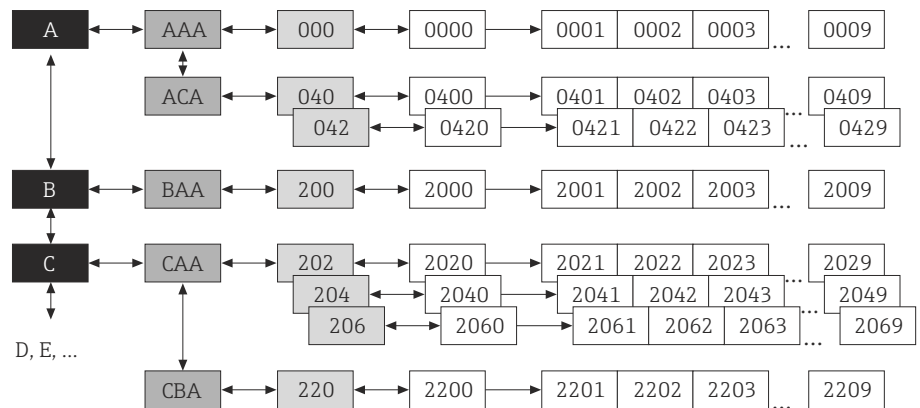 A AAA 000 0000 0001 0002 0003 ... 0009
ACA 040 0400 0401 0402 0403 ... 0409
042 0420 0421 0422 0423 ... 0429
B BAA 200 2000 2001 2002 2003 ... 2009
C CAA 202 2020 2021 2022 2023 ... 2029
204 2040 2041 2042 2043 ... 2049
206 2060 2061 2062 2063 ... 2069
D, E, ...
CBA 220 2200 2201 2202 2203 ... 2209